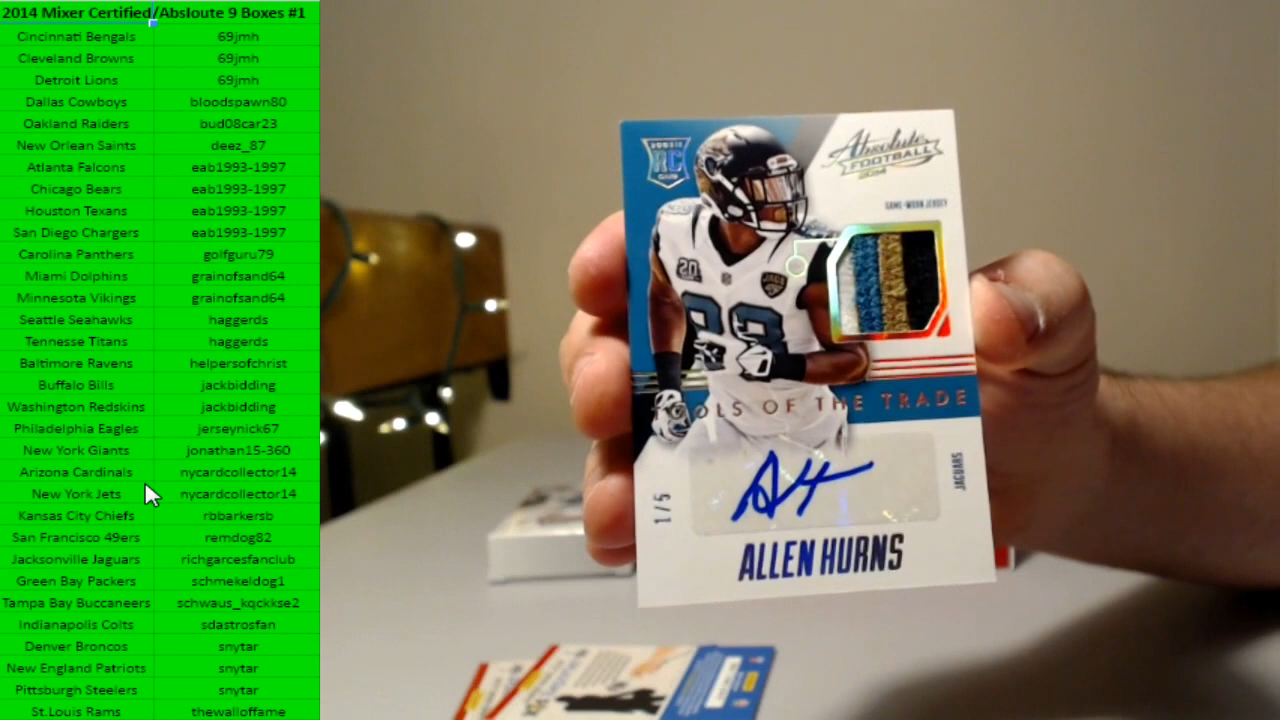 2014 Mixer Certified/Absloute 9 Boxes #1
Cincinnati Bengals 69jmh
Cleveland Browns 69jmh
Detroit Lions 69jmh
Dallas Cowboys bloodspawn80
Oakland Raiders bud08car23
New Orlean Saints deez_87
Atlanta Falcons eab1993-1997
Chicago Bears eab1993-1997
Houston Texans eab1993-1997
San Diego Chargers eab1993-1997
Carolina Panthers golfguru79
Miami Dolphins grainofsand64
Minnesota Vikings grainofsand64
Seattle Seahawks haggerds
Tennesse Titans haggerds
Baltimore Ravens helpersofchrist
Buffalo Bills jackbidding
Washington Redskins jackbidding
Philadelphia Eagles jerseynick67
New York Giants jonathan15-360
Arizona Cardinals nycardcollector14
New York Jets nycardcollector14
Kansas City Chiefs rbbarkersb
San Francisco 49ers remdog82
Jacksonville Jaguars richgarcesfanclub
Green Bay Packers schmekeldog1
Tampa Bay Buccaneers schwaus_kqckkse2
Indianapolis Colts sdastrosfan
Denver Broncos snytar
New England Patriots snytar
Pittsburgh Steelers snytar
St.Louis Rams thewalloffame
ROOKIE
RC
Absolute
FOOTBALL
2014
GAME-WORN JERSEY
20
JAGS
TOOLS OF THE TRADE
JAGUARS
1/5
ALLEN HURNS